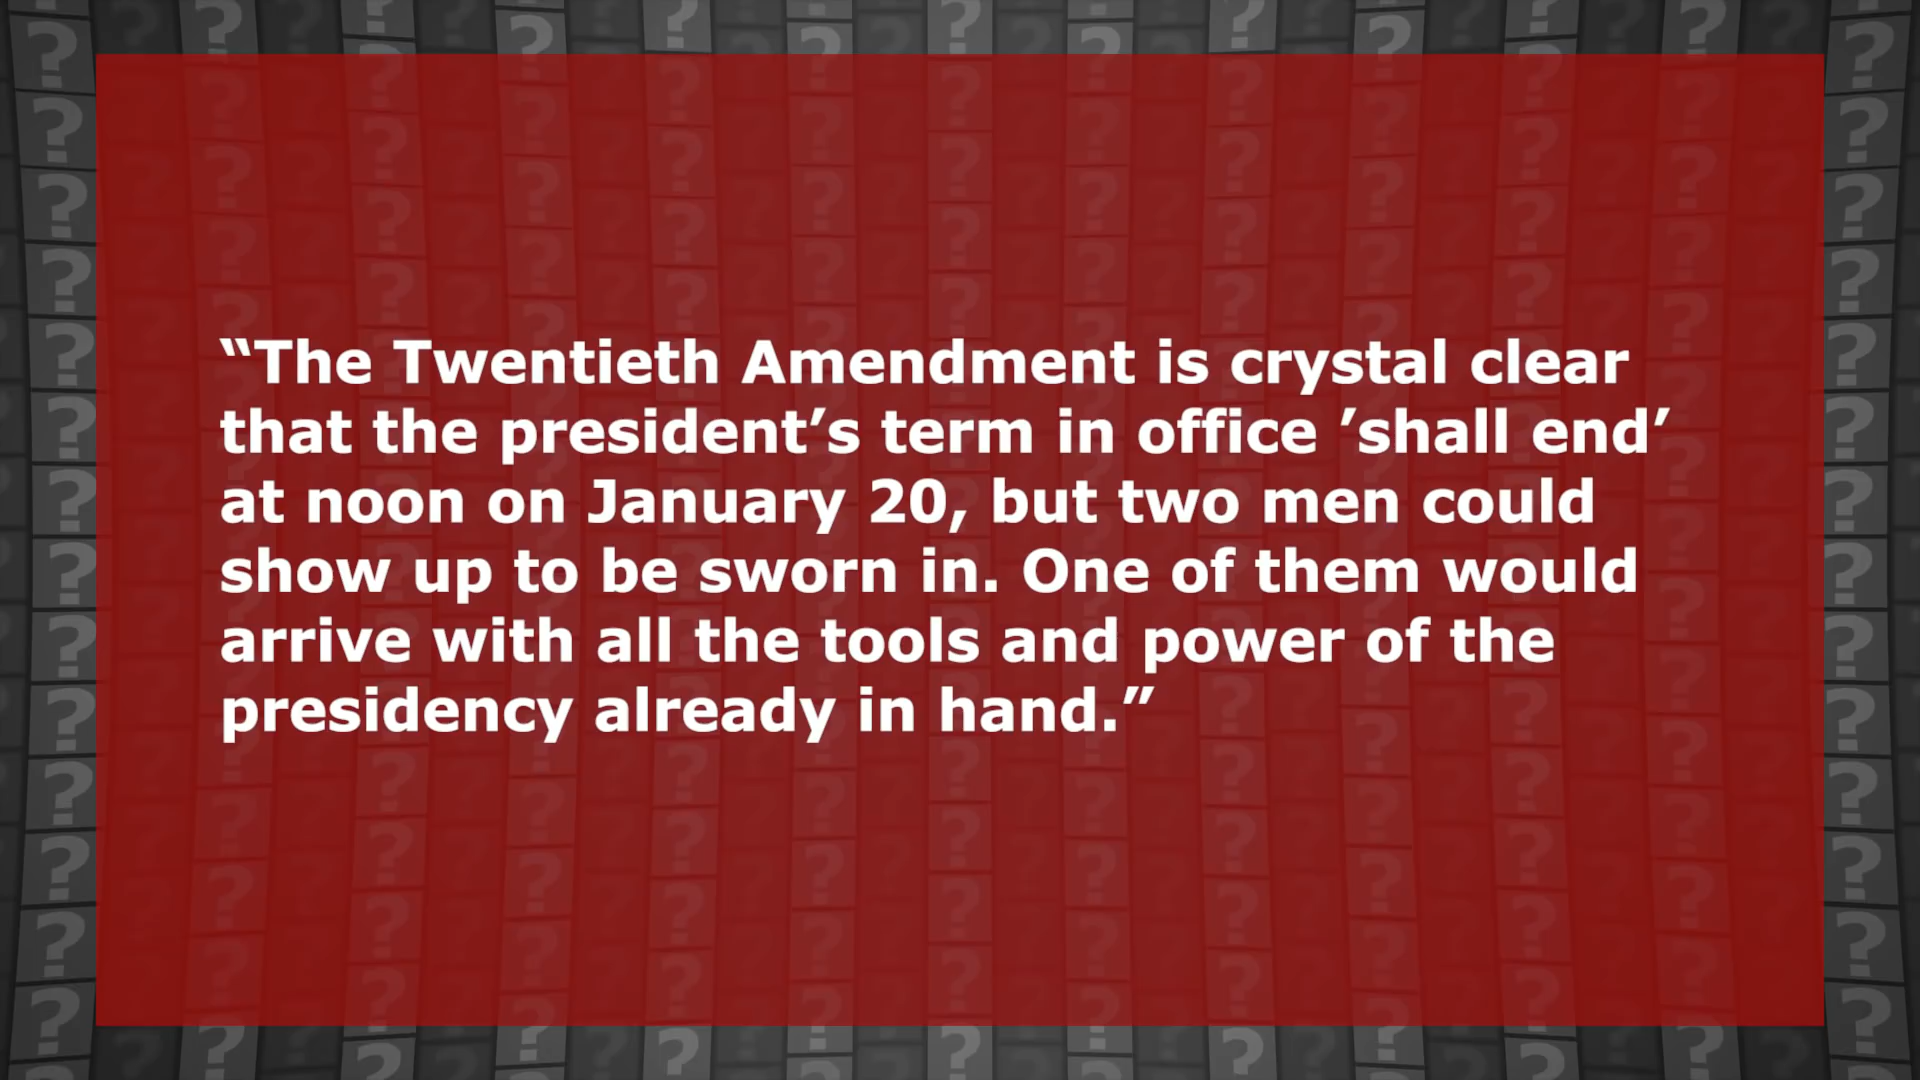 “The Twentieth Amendment is crystal clear
that the president’s term in office ’shall end’
at noon on January 20, but two men could
show up to be sworn in. One of them would
arrive with all the tools and power of the
presidency already in hand.”